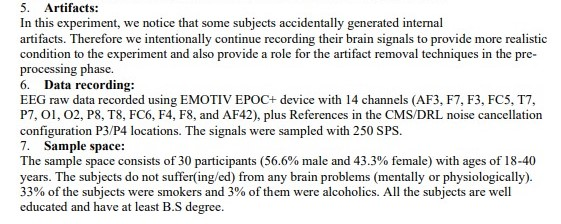 5. Artifacts:
In this experiment, we notice that some subjects accidentally generated internal
artifacts. Therefore we intentionally continue recording their brain signals to provide more realistic
condition to the experiment and also provide a role for the artifact removal techniques in the pre-
processing phase.
6. Data recording:
EEG raw data recorded using EMOTIV EPOC+ device with 14 channels (AF3, F7, F3, FC5, T7,
P7, O1, O2, P8, T8, FC6, F4, F8, and AF42), plus References in the CMS/DRL noise cancellation
configuration P3/P4 locations. The signals were sampled with 250 SPS.
7. Sample space:
The sample space consists of 30 participants (56.6% male and 43.3% female) with ages of 18-40
years. The subjects do not suffer(ing/ed) from any brain problems (mentally or physiologically).
33% of the subjects were smokers and 3% of them were alcoholics. All the subjects are well
educated and have at least B.S degree.